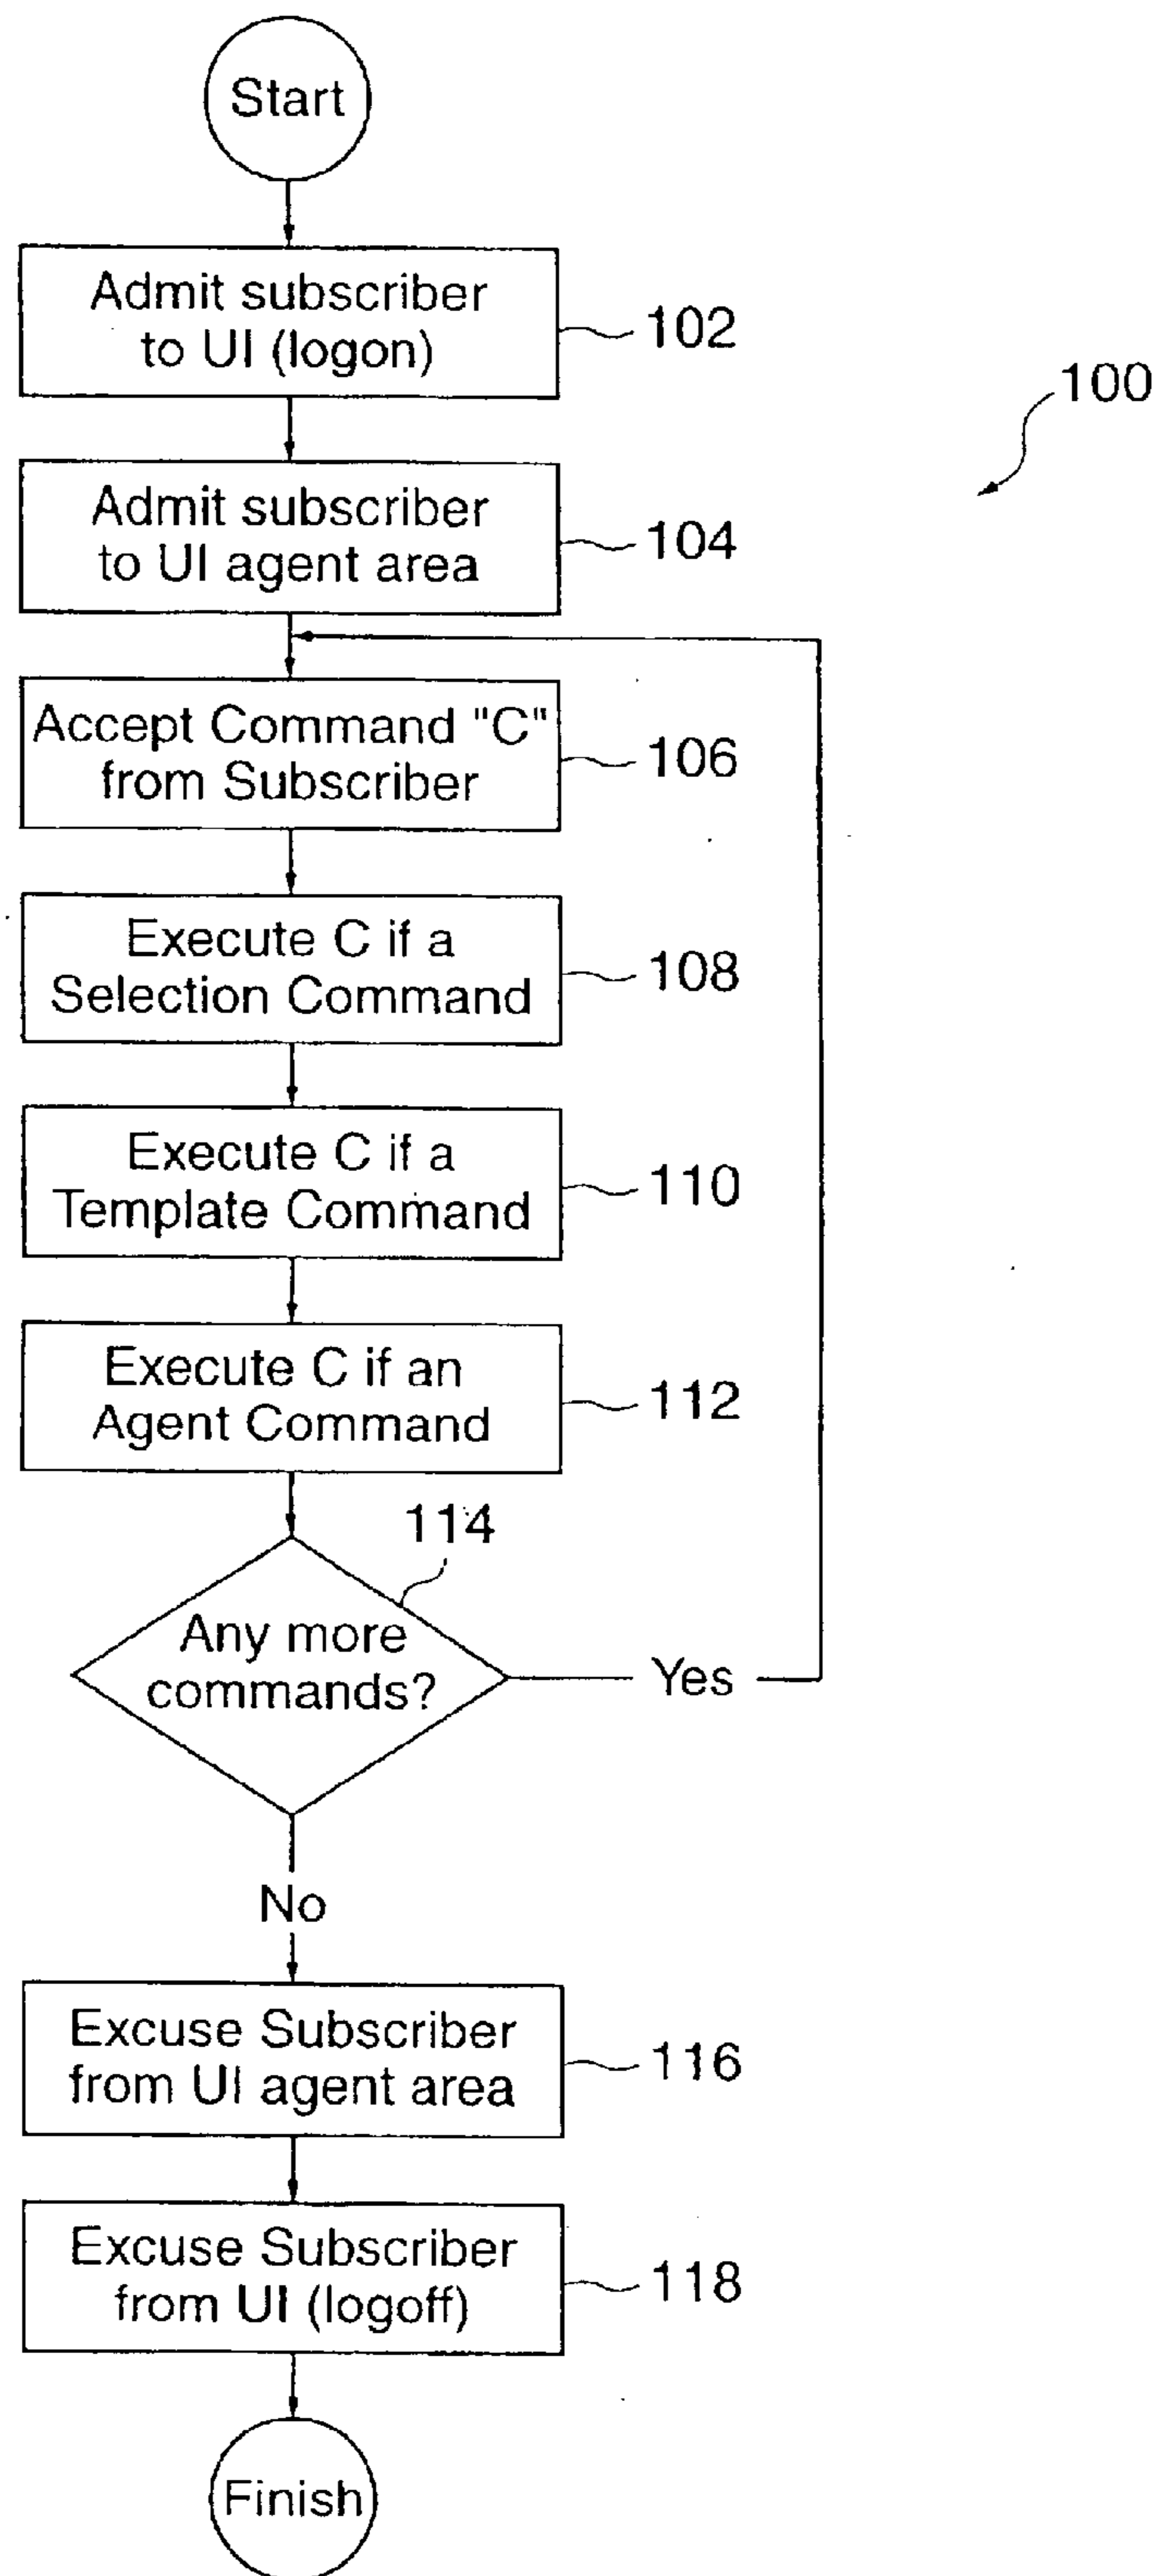 Start
Admit subscriber
to UI (logon)
102
100
Admit subscriber
to UI agent area
104
Accept Command "C"
from Subscriber
106
Execute C if a
Selection Command
108
Execute C if a
Template Command
110
Execute C if an
Agent Command
112
114
Any more
commands?
Yes
No
Excuse Subscriber
from UI agent area
116
Excuse Subscriber
from UI (logoff)
118
Finish